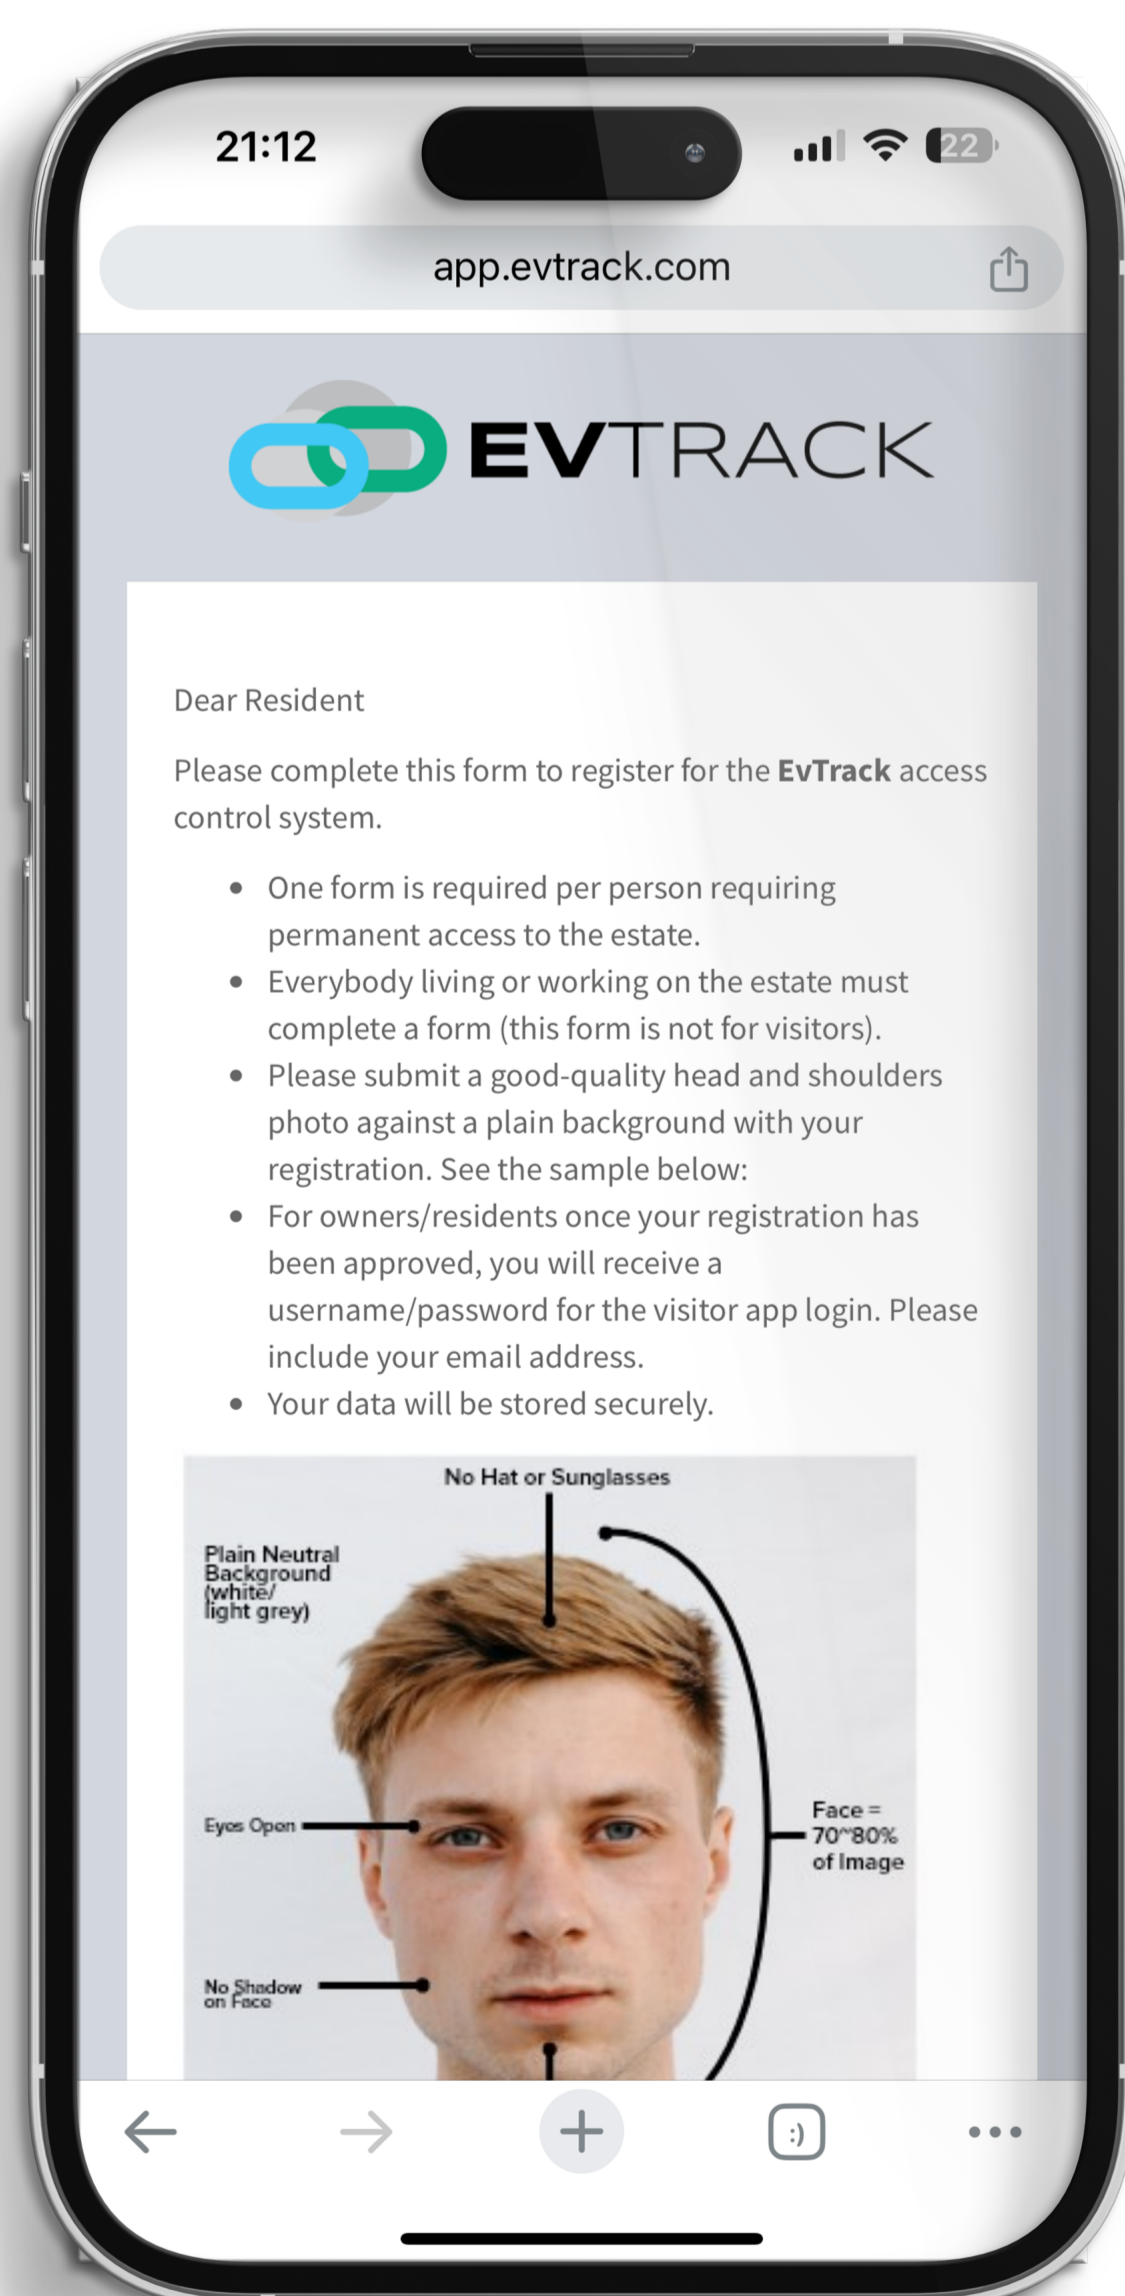 21:12
22
app.evtrack.com
EVTRACK
Dear Resident
Please complete this form to register for the EvTrack access
control system.
• One form is required per person requiring
permanent access to the estate.
• Everybody living or working on the estate must
complete a form (this form is not for visitors).
• Please submit a good-quality head and shoulders
photo against a plain background with your
registration. See the sample below:
• For owners/residents once your registration has
been approved, you will receive a
username/password for the visitor app login. Please
include your email address.
• Your data will be stored securely.
No Hat or Sunglasses
Plain Neutral
Background
(white/
light grey)
Eyes Open
Face =
70~80%
of Image
No Shadow
on Face
:)